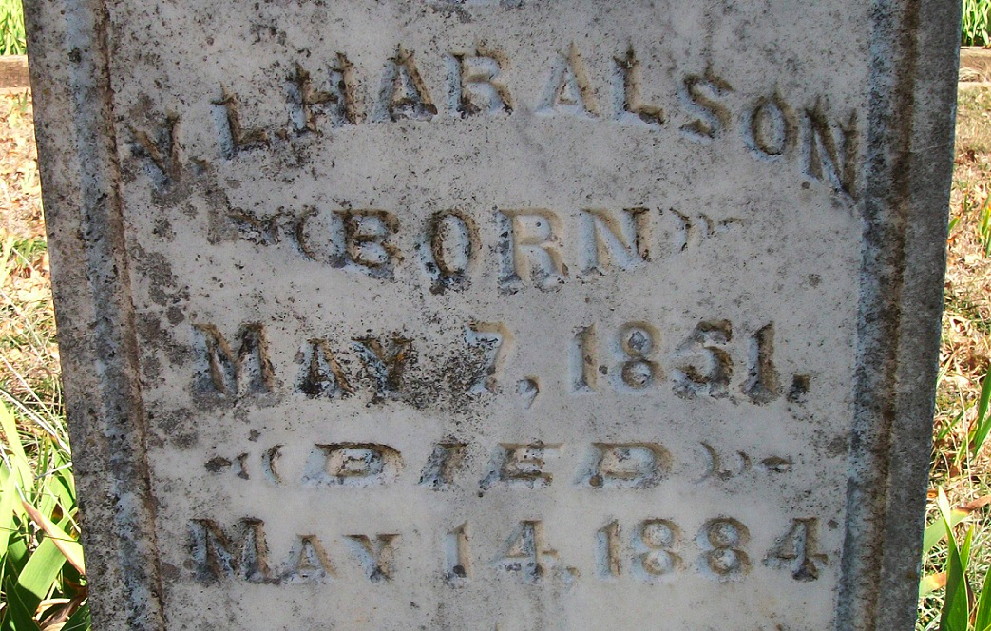 V. L. HARALSON
BORN
MAY 7, 1851.
DIED
MAY 14, 1884